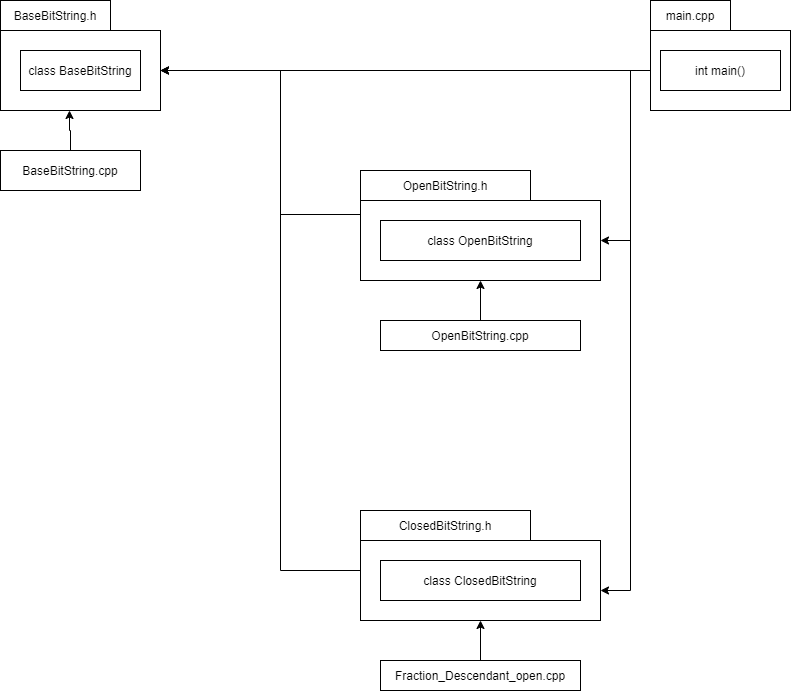 BaseBitString.h
main.cpp
class BaseBitString
int main()
BaseBitString.cpp
OpenBitString.h
class OpenBitString
OpenBitString.cpp
ClosedBitString.h
class ClosedBitString
Fraction_Descendant_open.cpp